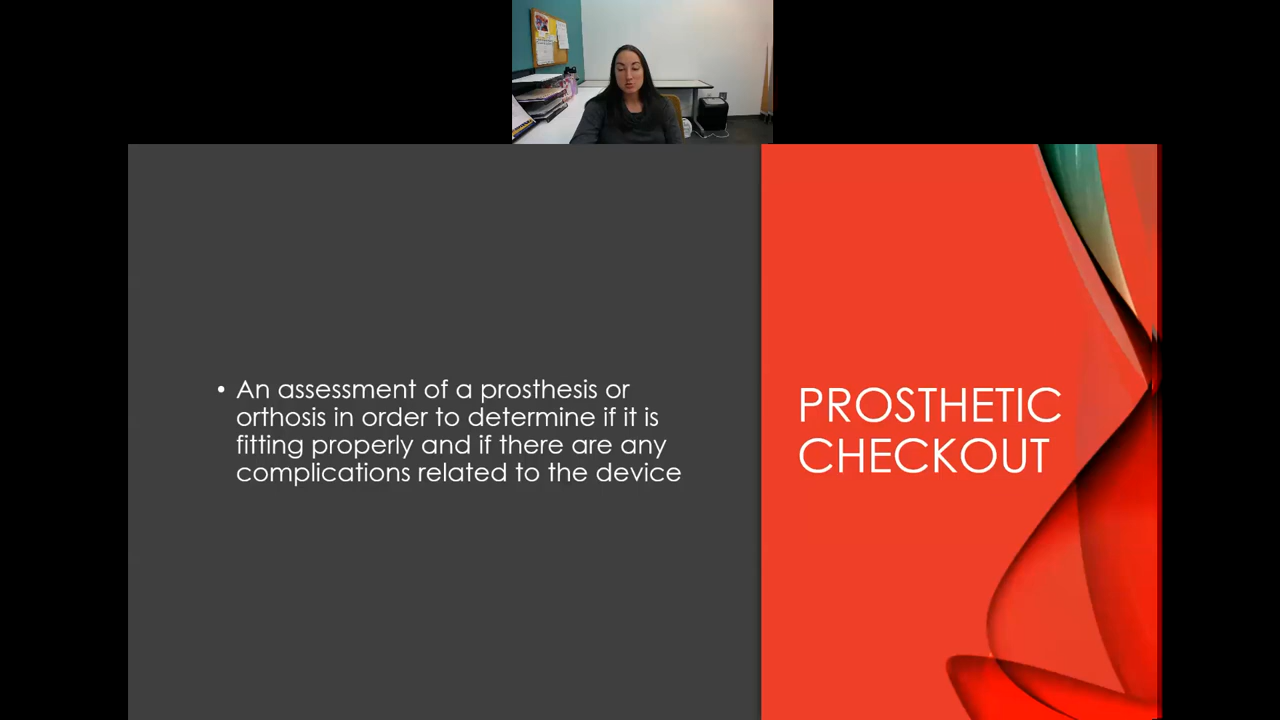 • An assessment of a prosthesis or
orthosis in order to determine if it is
fitting properly and if there are any
complications related to the device
PROSTHETIC
CHECKOUT